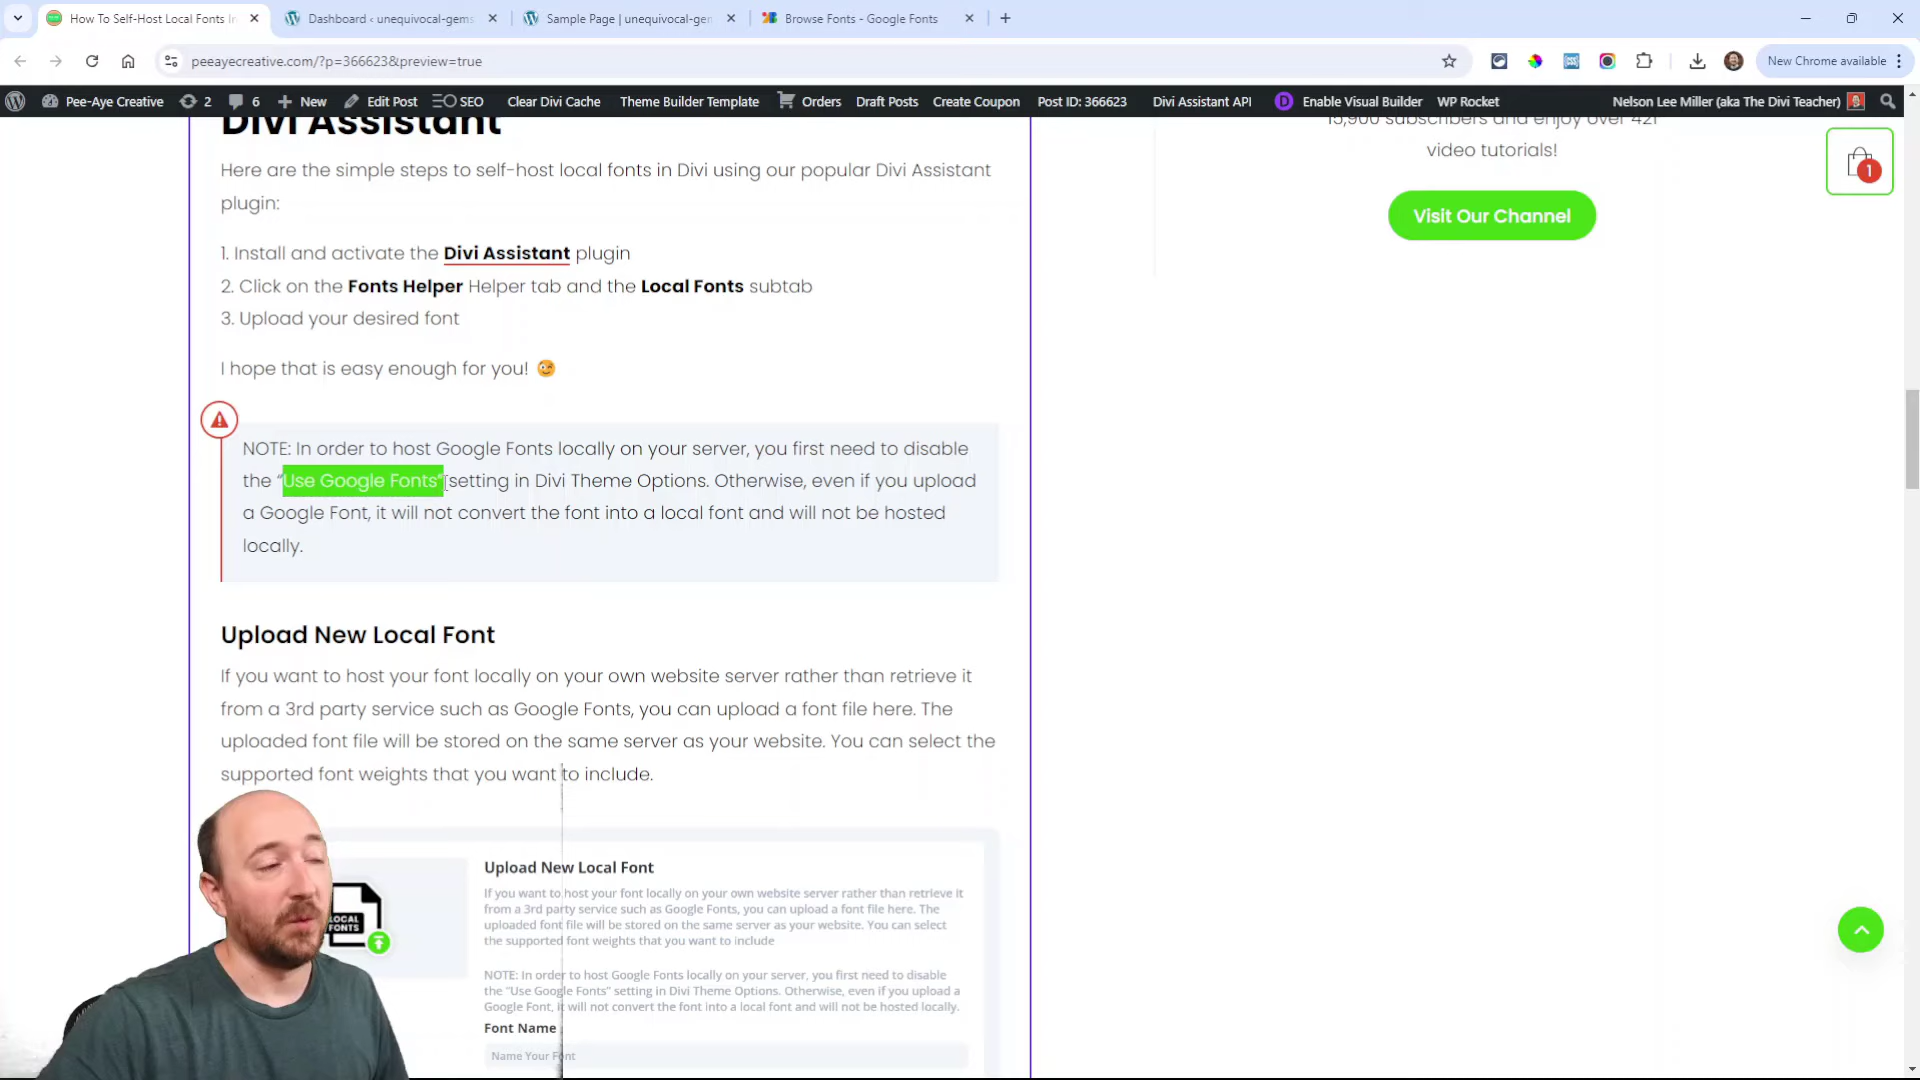 How To Self-Host Local Fonts In
Dashboard ‹ unequivocal-gems
Sample Page | unequivocal-gem
Browse Fonts - Google Fonts
peeayecreative.com/?p=366623&preview=true
New Chrome available
Pee-Aye Creative
2
6
New
Edit Post
SEO
Clear Divi Cache
Theme Builder Template
Orders
Draft Posts
Create Coupon
Post ID: 366623
Divi Assistant API
Enable Visual Builder
WP Rocket
Nelson Lee Miller (aka The Divi Teacher)
Divi Assistant
Here are the simple steps to self-host local fonts in Divi using our popular Divi Assistant
plugin:
1. Install and activate the Divi Assistant plugin
2. Click on the Fonts Helper Helper tab and the Local Fonts subtab
3. Upload your desired font
I hope that is easy enough for you! 😉
NOTE: In order to host Google Fonts locally on your server, you first need to disable
the “Use Google Fonts” setting in Divi Theme Options. Otherwise, even if you upload
a Google Font, it will not convert the font into a local font and will not be hosted
locally.
Upload New Local Font
If you want to host your font locally on your own website server rather than retrieve it
from a 3rd party service such as Google Fonts, you can upload a font file here. The
uploaded font file will be stored on the same server as your website. You can select the
supported font weights that you want to include.
LOCAL
FONTS
Upload New Local Font
If you want to host your font locally on your own website server rather than retrieve it
from a 3rd party service such as Google Fonts, you can upload a font file here. The
uploaded font file will be stored on the same server as your website. You can select
the supported font weights that you want to include
NOTE: In order to host Google Fonts locally on your server, you first need to disable
the “Use Google Fonts” setting in Divi Theme Options. Otherwise, even if you upload a
Google Font, it will not convert the font into a local font and will not be hosted locally.
Font Name
Name Your Font
15,900 subscribers and enjoy over 421
video tutorials!
Visit Our Channel
1